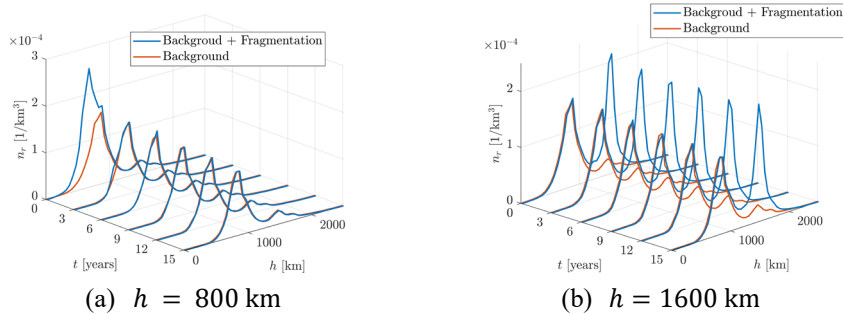 ×10⁻⁴
Backgroud + Fragmentation
Background
3
2
1
0
n_r [1/km³]
0
3
6
9
12
15
t [years]
0
1000
2000
h [km]
(a) h = 800 km
×10⁻⁴
Backgroud + Fragmentation
Background
2
1
0
n_r [1/km³]
0
3
6
9
12
15
t [years]
0
1000
2000
h [km]
(b) h = 1600 km